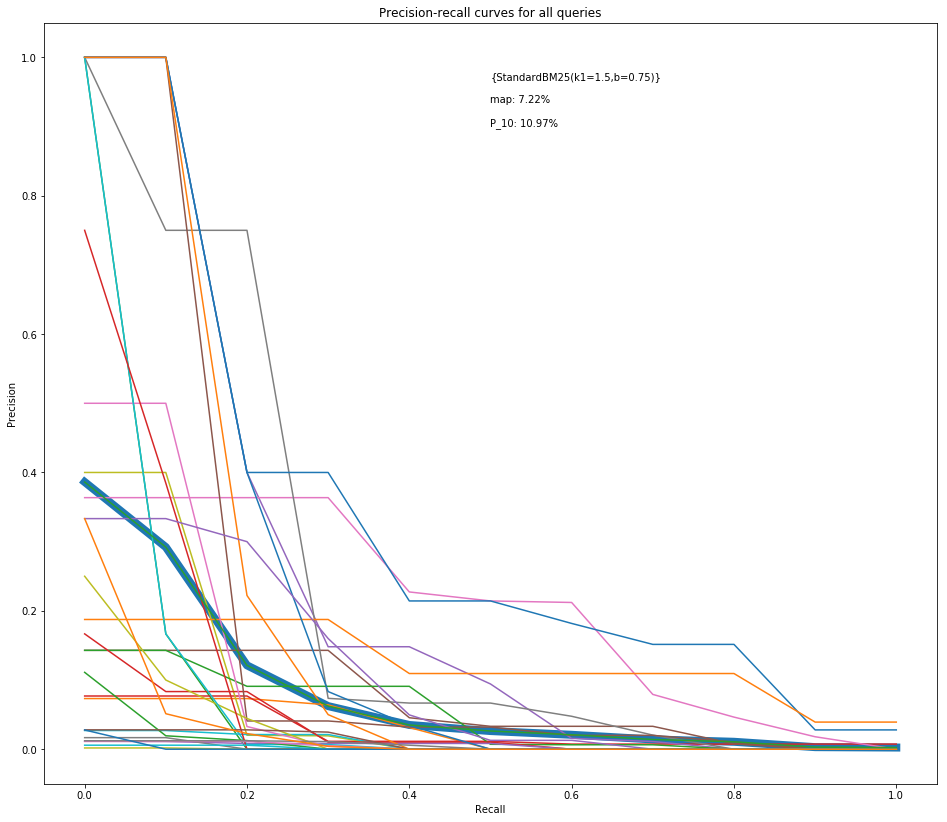 Precision-recall curves for all queries
{StandardBM25(k1=1.5,b=0.75)}
map: 7.22%
P_10: 10.97%
1.0
0.8
0.6
0.4
0.2
0.0
Precision
0.0 0.2 0.4 0.6 0.8 1.0
Recall